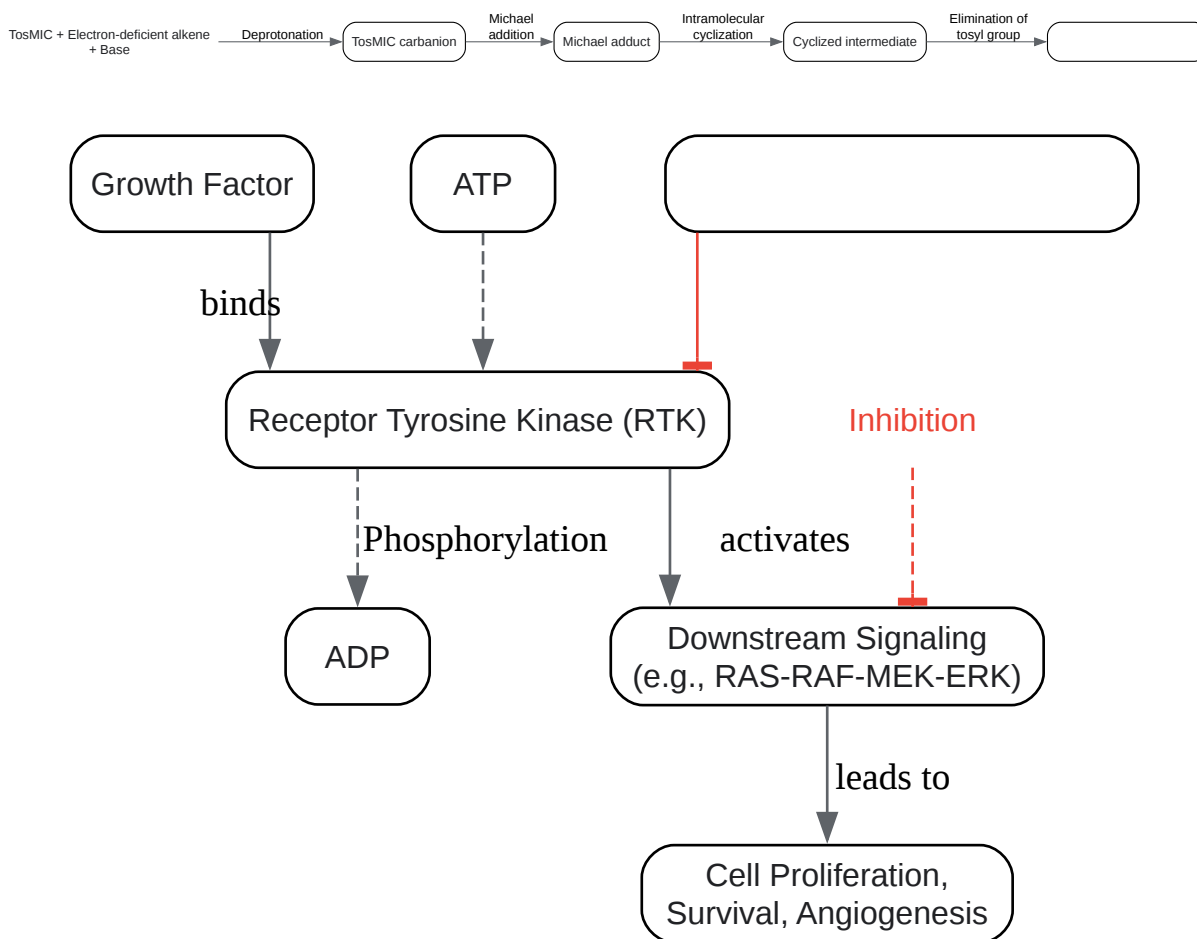 TosMIC + Electron-deficient alkene
+ Base
Deprotonation
TosMIC carbanion
Michael
addition
Michael adduct
Intramolecular
cyclization
Cyclized intermediate
Elimination of
tosyl group
Growth Factor
ATP
binds
Receptor Tyrosine Kinase (RTK)
Inhibition
Phosphorylation
activates
ADP
Downstream Signaling
(e.g., RAS-RAF-MEK-ERK)
leads to
Cell Proliferation,
Survival, Angiogenesis